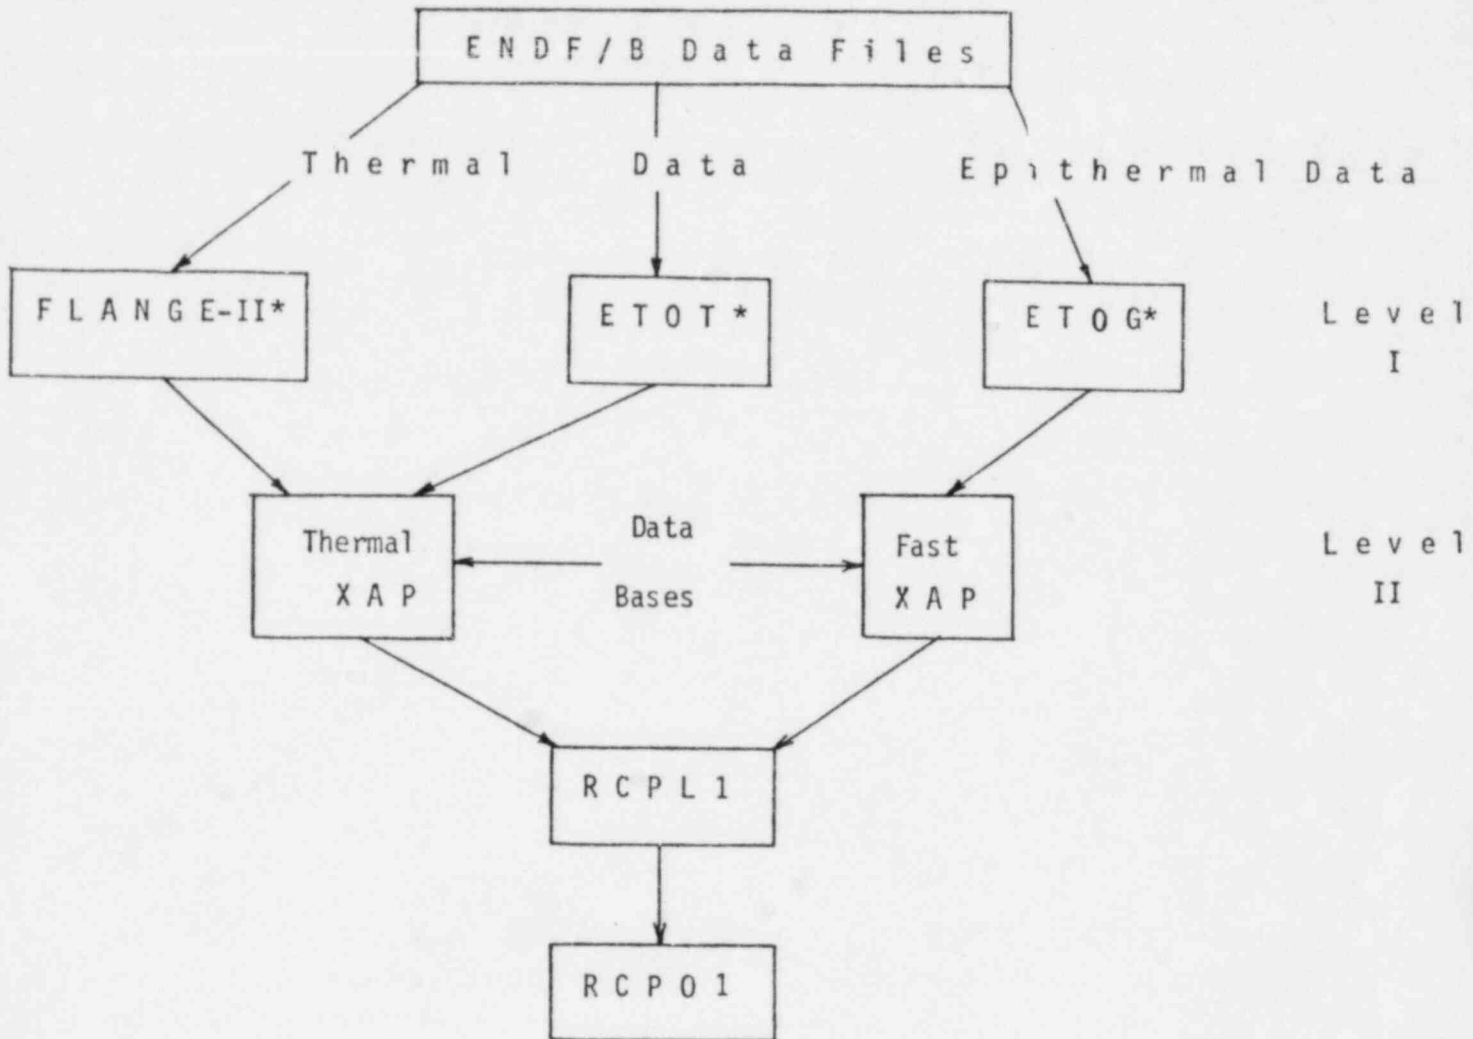 ENDF/B Data Files
Thermal Data
Epithermal Data
FLANGE-II*
ETOT*
ETOG*
Level
I
Thermal
XAP
Data
Bases
Fast
XAP
Level
II
RCPL1
RCPO1